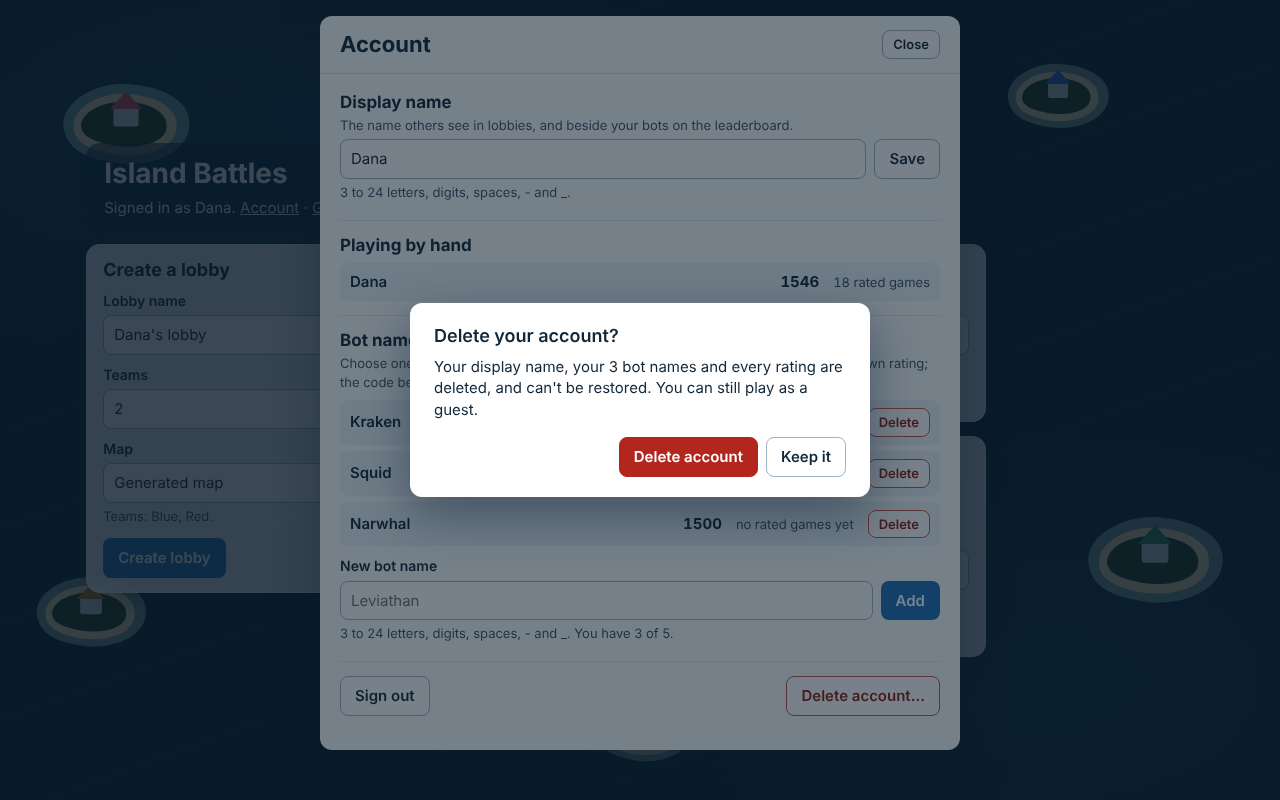 Account
Close
Display name
The name others see in lobbies, and beside your bots on the leaderboard.
Dana
Save
3 to 24 letters, digits, spaces, - and _.
Island Battles
Signed in as Dana. Account ·
Playing by hand
Dana 1546 18 rated games
Create a lobby
Lobby name
Dana's lobby
Teams
2
Map
Generated map
Teams: Blue, Red.
Create lobby
Delete your account?
Your display name, your 3 bot names and every rating are
deleted, and can't be restored. You can still play as a
guest.
Delete account
Keep it
Bot
Choose
rating;
the code
Kraken
Delete
Squid
Delete
Narwhal 1500 no rated games yet Delete
New bot name
Leviathan
Add
3 to 24 letters, digits, spaces, - and _. You have 3 of 5.
Sign out
Delete account...